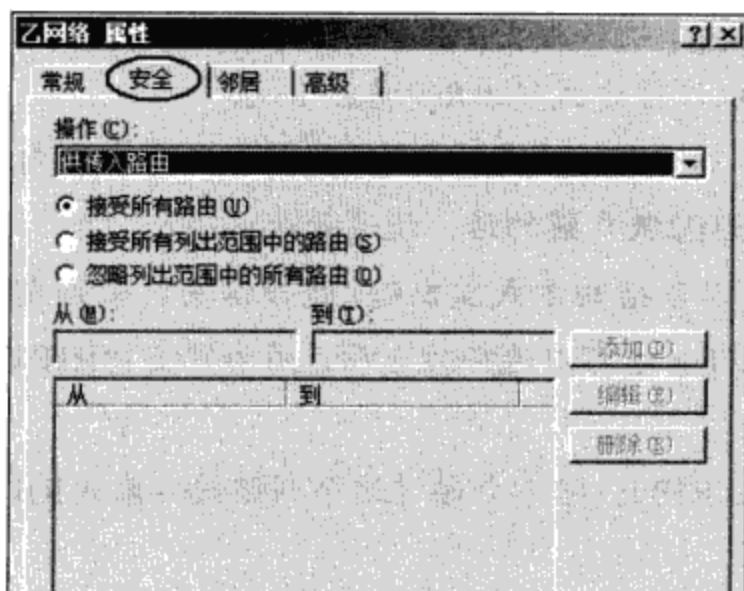 乙网络 属性
常规 安全 邻居 高级
操作(C):
供传入路由
接受所有路由(U)
接受所有列出范围中的路由(S)
忽略列出范围中的所有路由(Q)
从(M): 到(T):
添加(D)
从 到
编辑(E)
删除(R)